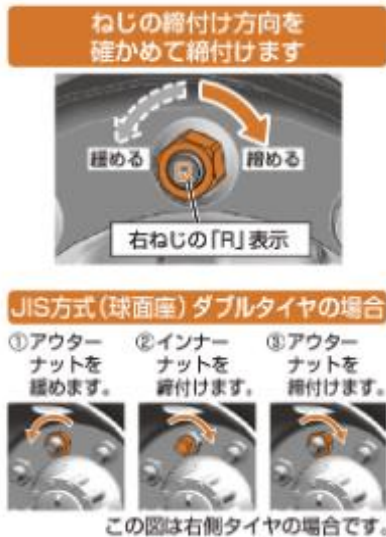 ねじの締付け方向を
確かめて締付けます
緩める
締める
右ねじの「R」表示
JIS方式(球面座)ダブルタイヤの場合
①アウター
ナットを
緩めます。
②インナー
ナットを
締付けます。
③アウター
ナットを
締付けます。
この図は右側タイヤの場合です。